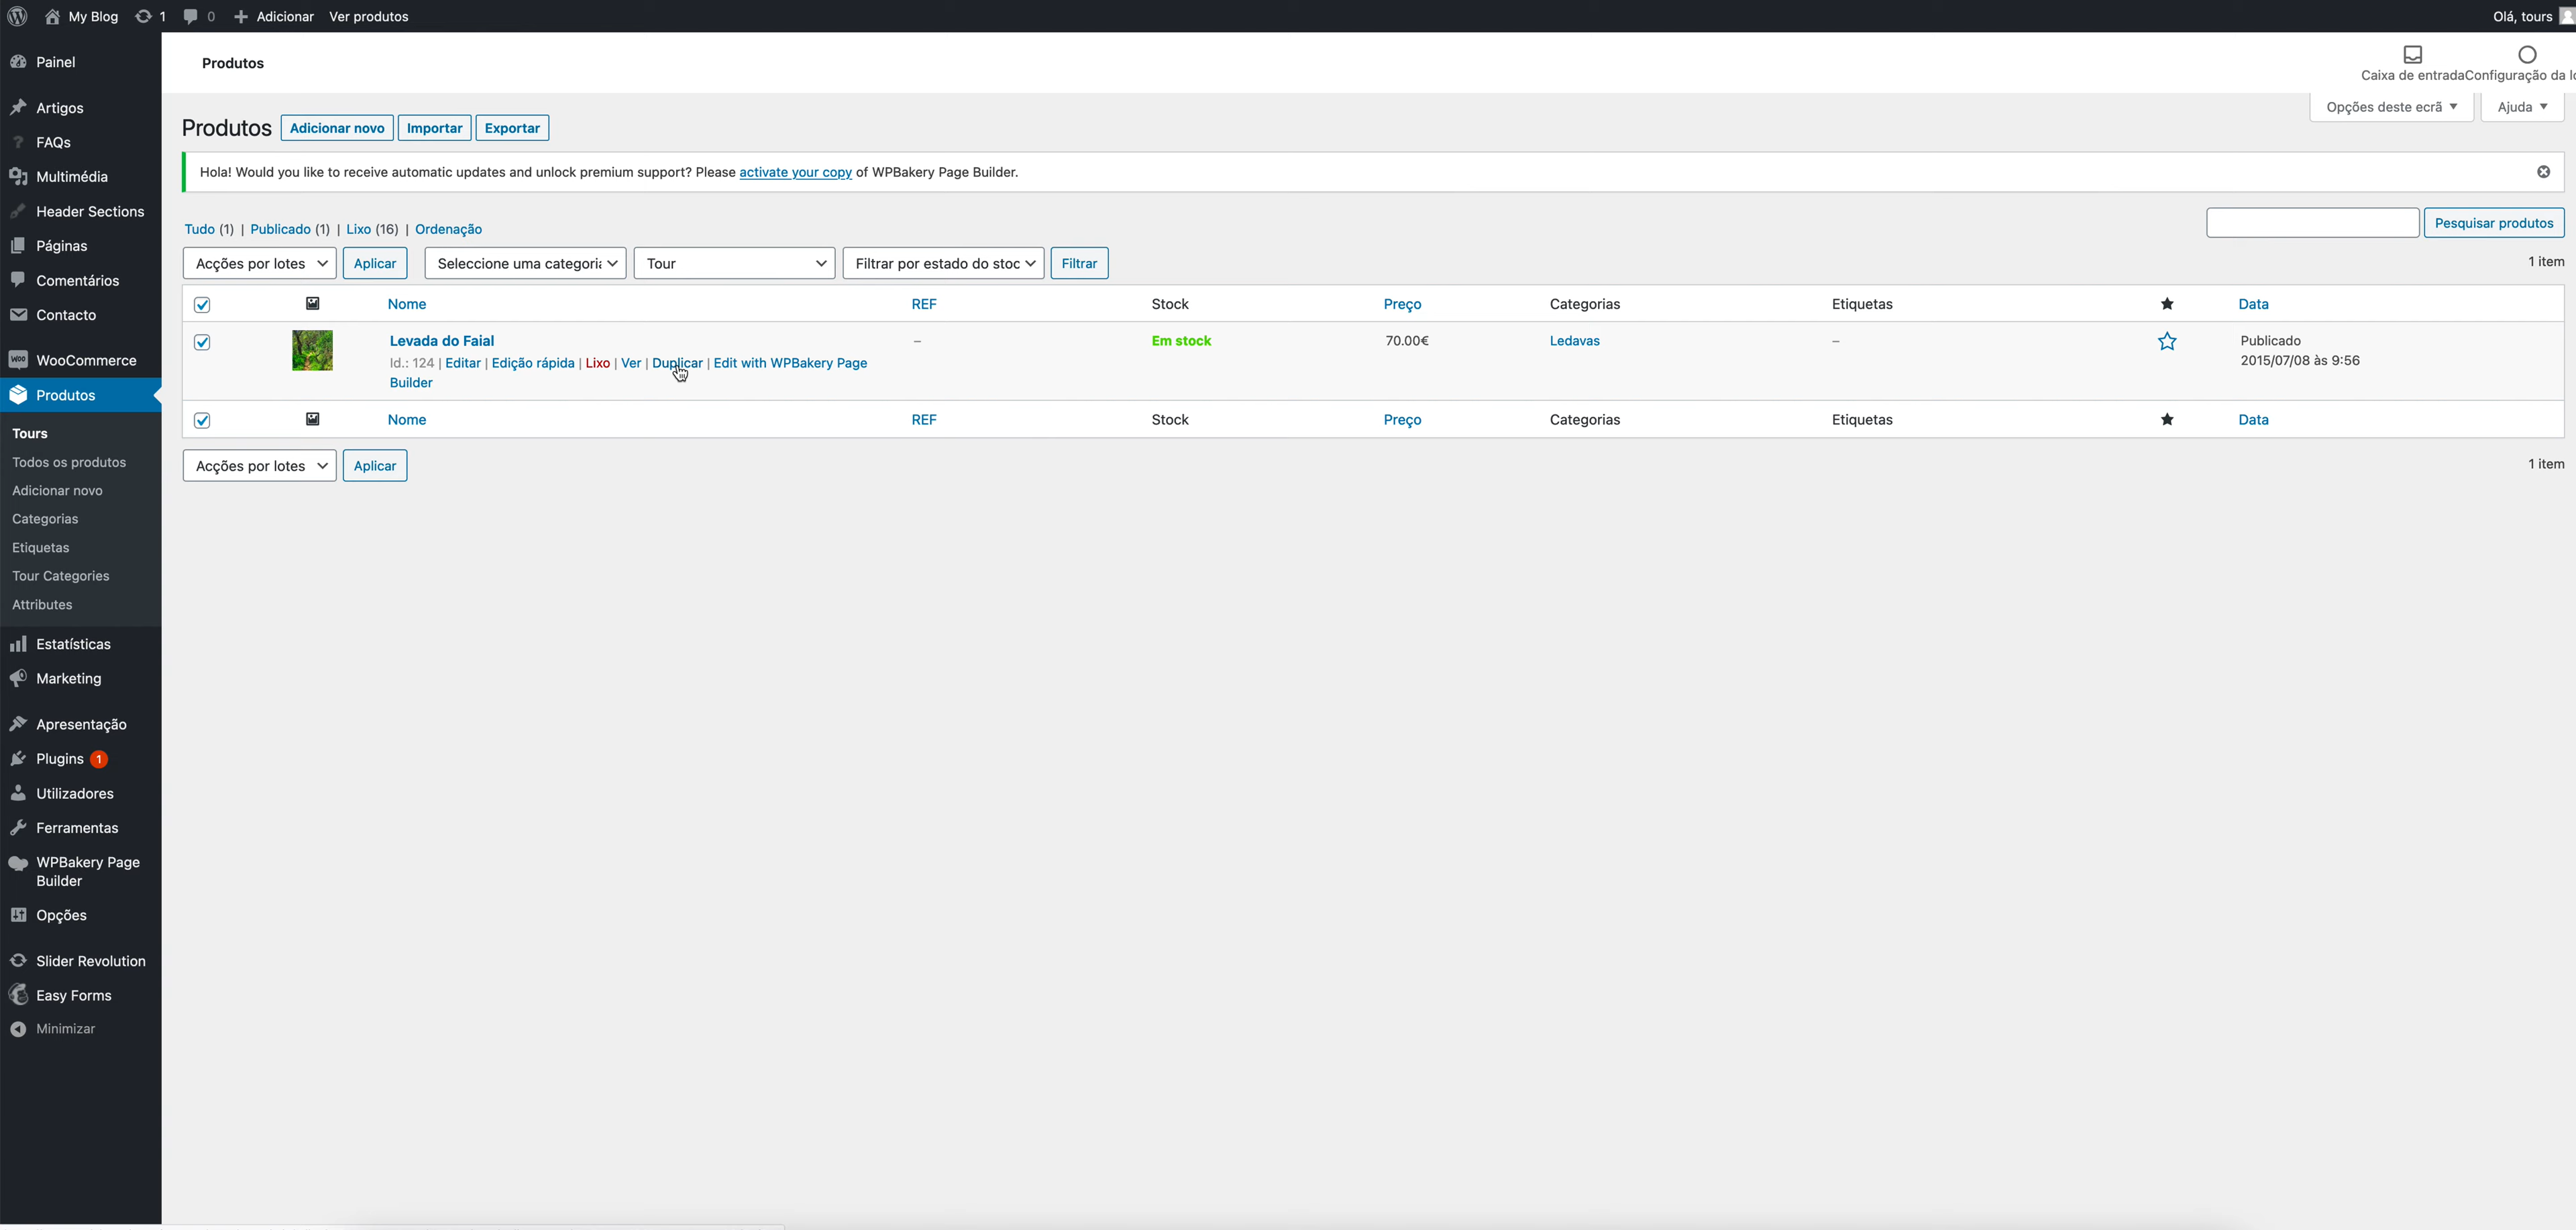 My Blog 1 0 Adicionar Ver produtos Olá, tours
Painel
Artigos
FAQs
Multimédia
Header Sections
Páginas
Comentários
Contacto
WooCommerce
Produtos
Tours
Todos os produtos
Adicionar novo
Categorias
Etiquetas
Tour Categories
Attributes
Estatísticas
Marketing
Apresentação
Plugins 1
Utilizadores
Ferramentas
WPBakery Page
Builder
Opções
Slider Revolution
Easy Forms
Minimizar
Produtos
Caixa de entrada Configuração da
Opções deste ecrã Ajuda
Produtos Adicionar novo Importar Exportar
Hola! Would you like to receive automatic updates and unlock premium support? Please activate your copy of WPBakery Page Builder.
Tudo (1) | Publicado (1) | Lixo (16) | Ordenação
Pesquisar produtos
Acções por lotes Aplicar Seleccione uma categori Tour Filtrar por estado do stoc Filtrar 1 item
Nome REF Stock Preço Categorias Etiquetas Data
Levada do Faial – Em stock 70.00€ Ledavas – Publicado
Id.: 124 | Editar | Edição rápida | Lixo | Ver | Duplicar | Edit with WPBakery Page 2015/07/08 às 9:56
Builder
Nome REF Stock Preço Categorias Etiquetas Data
Acções por lotes Aplicar 1 item